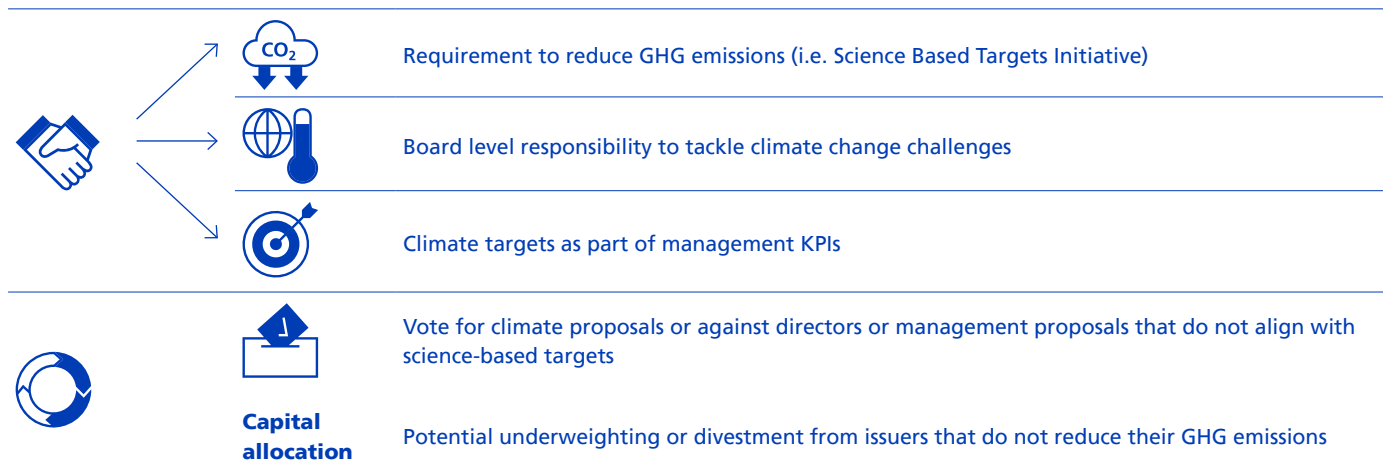 CO₂
Requirement to reduce GHG emissions (i.e. Science Based Targets Initiative)
Board level responsibility to tackle climate change challenges
Climate targets as part of management KPIs
Vote for climate proposals or against directors or management proposals that do not align with
science-based targets
Capital
allocation
Potential underweighting or divestment from issuers that do not reduce their GHG emissions